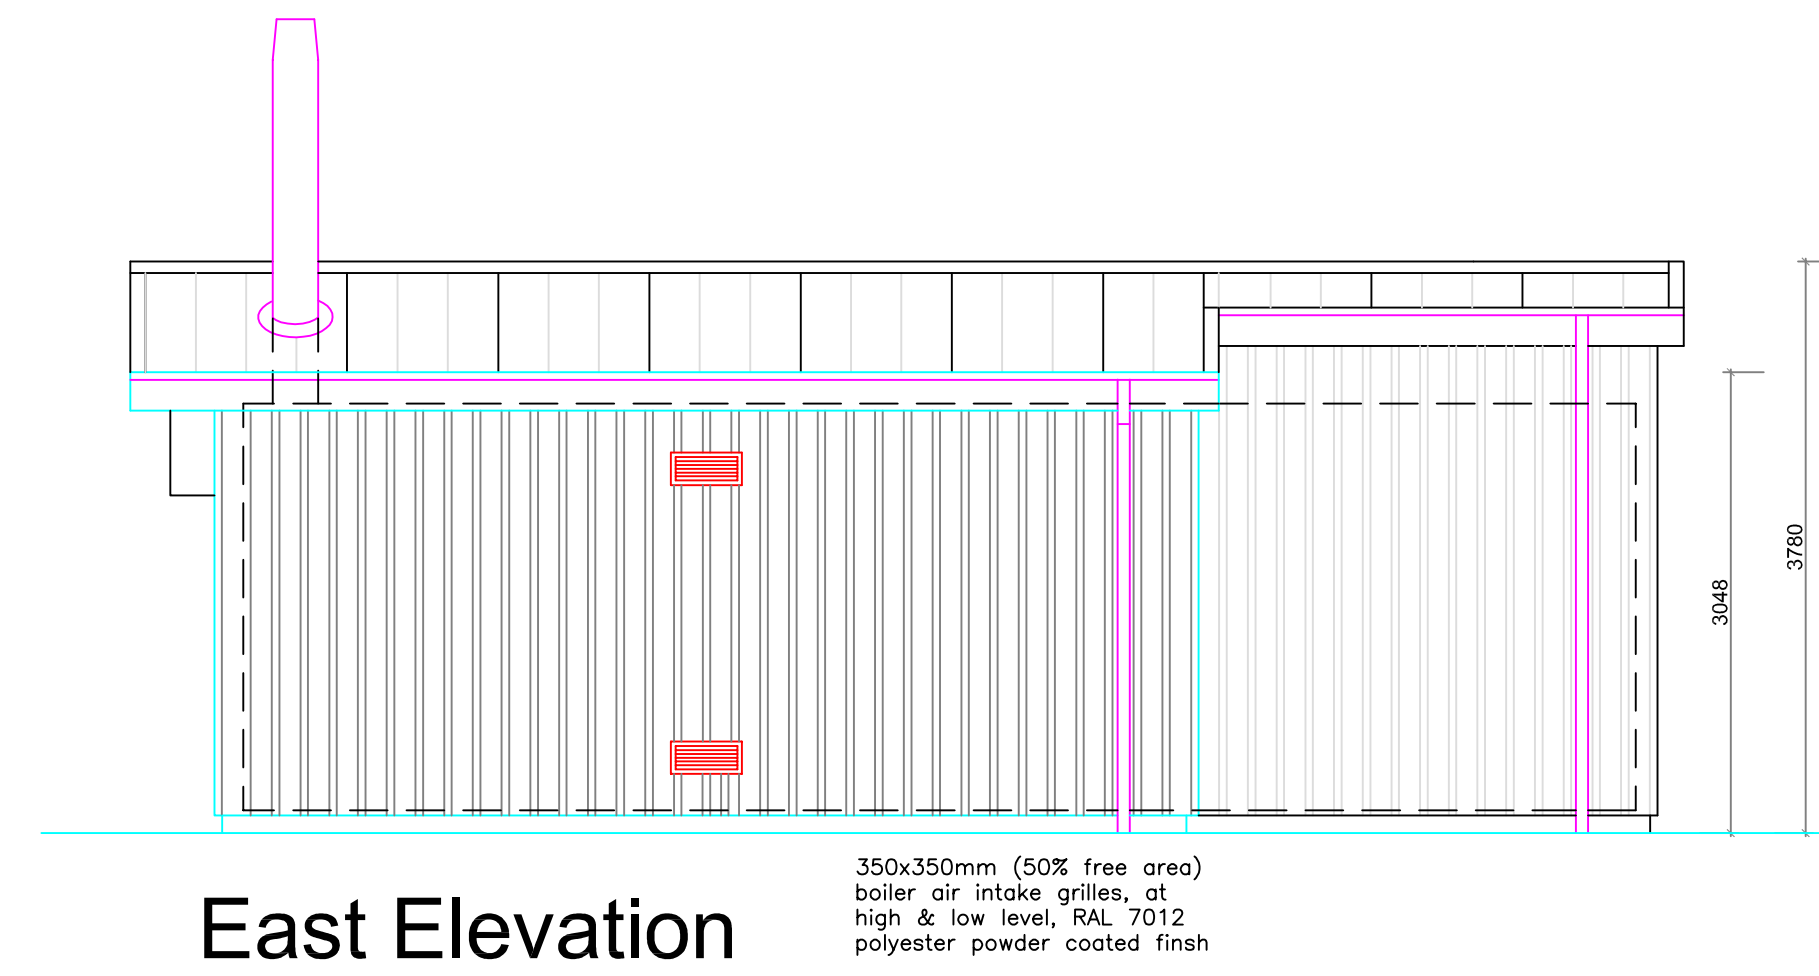 3780
3048
East Elevation
350x350mm (50% free area)
boiler air intake grilles, at
high & low level, RAL 7012
polyester powder coated finsh